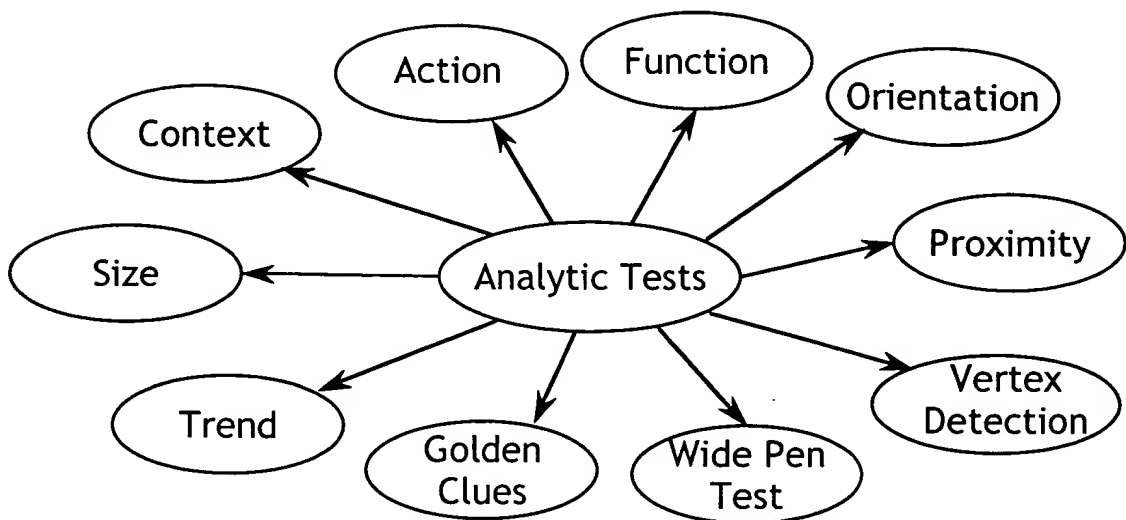 Function
Action
Orientation
Context
Proximity
Size
Analytic Tests
Vertex
Detection
Trend
Golden
Clues
Wide Pen
Test